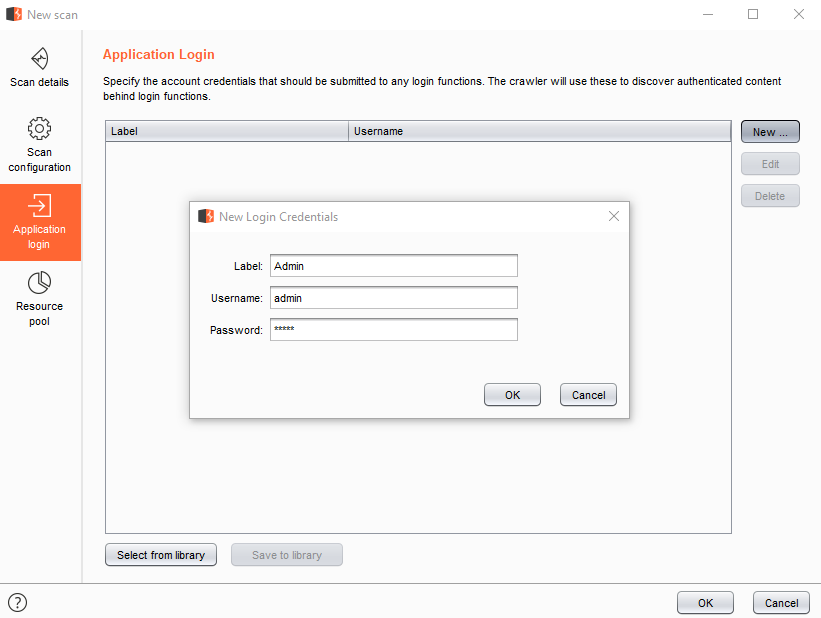 New scan
Scan details
Scan
configuration
Application
login
Resource
pool
Application Login
Specify the account credentials that should be submitted to any login functions. The crawler will use these to discover authenticated content
behind login functions.
Label Username
New ...
Edit
Delete
New Login Credentials
Label: Admin
Username: admin
Password: *****
OK Cancel
Select from library Save to library
? OK Cancel